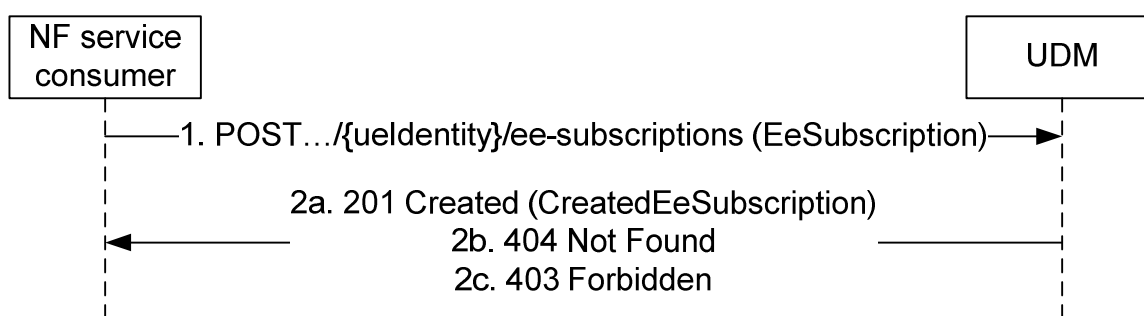 NF service
consumer
UDM
1. POST…/{ueIdentity}/ee-subscriptions (EeSubscription)
2a. 201 Created (CreatedEeSubscription)
2b. 404 Not Found
2c. 403 Forbidden